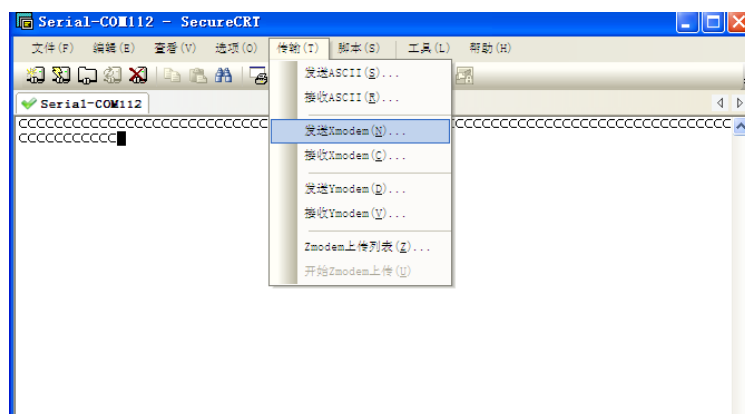 Serial-COM112 - SecureCRT
文件(F) 编辑(E) 查看(V) 选项(O) 传输(T) 脚本(S) 工具(L) 帮助(H)
发送ASCII(S)...
接收ASCII(R)...
Serial-COM112
发送Xmodem(N)...
接收Xmodem(C)...
发送Ymodem(D)...
接收Ymodem(V)...
Zmodem上传列表(Z)...
开始Zmodem上传(U)